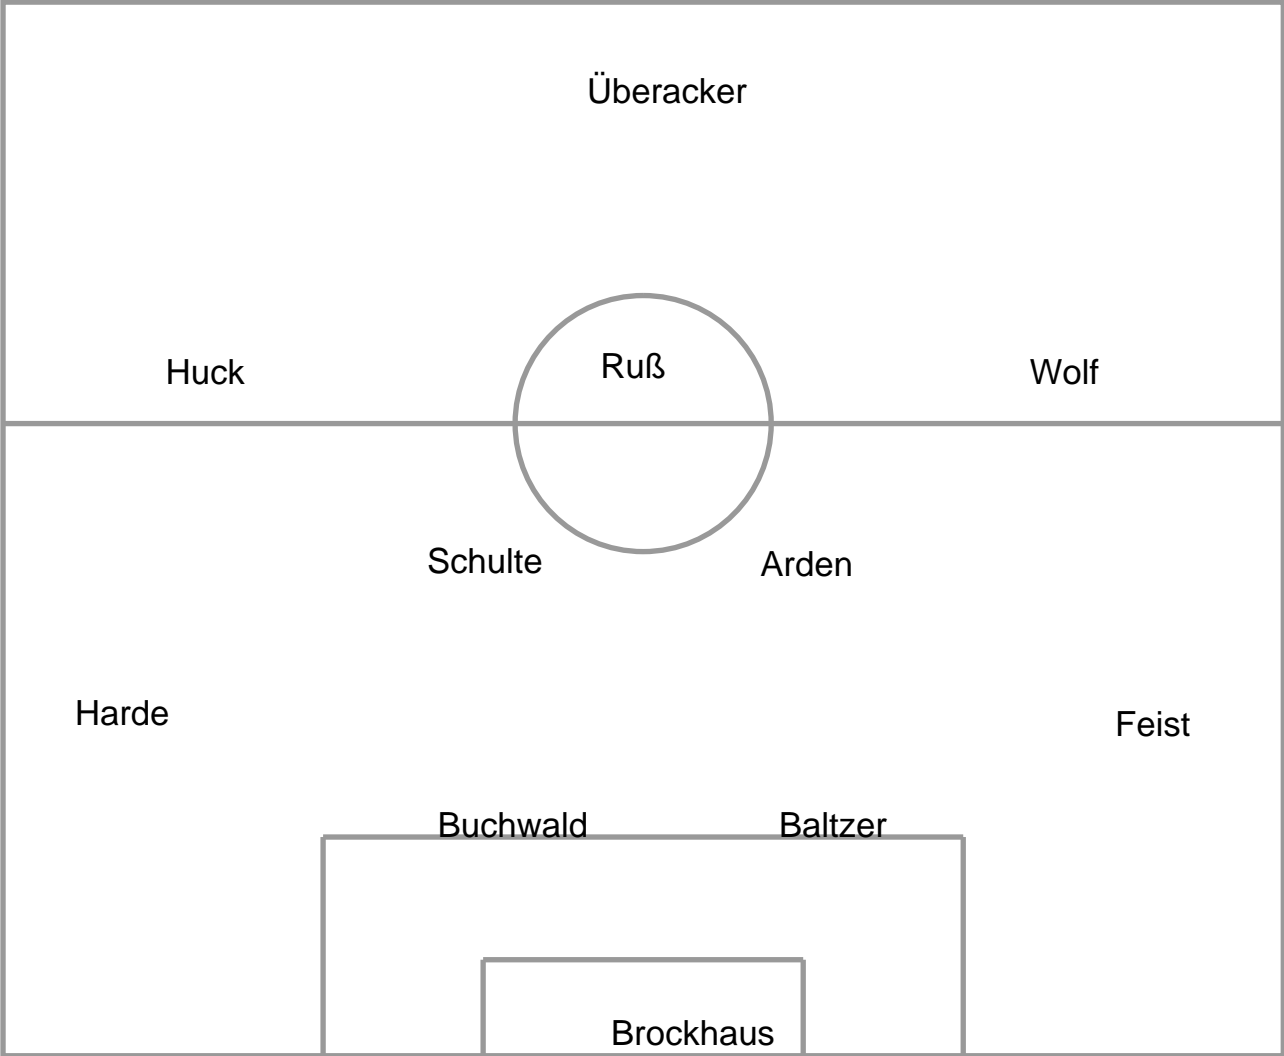 Überacker
Huck Ruß Wolf
Schulte Arden
Harde Feist
Buchwald Baltzer
Brockhaus